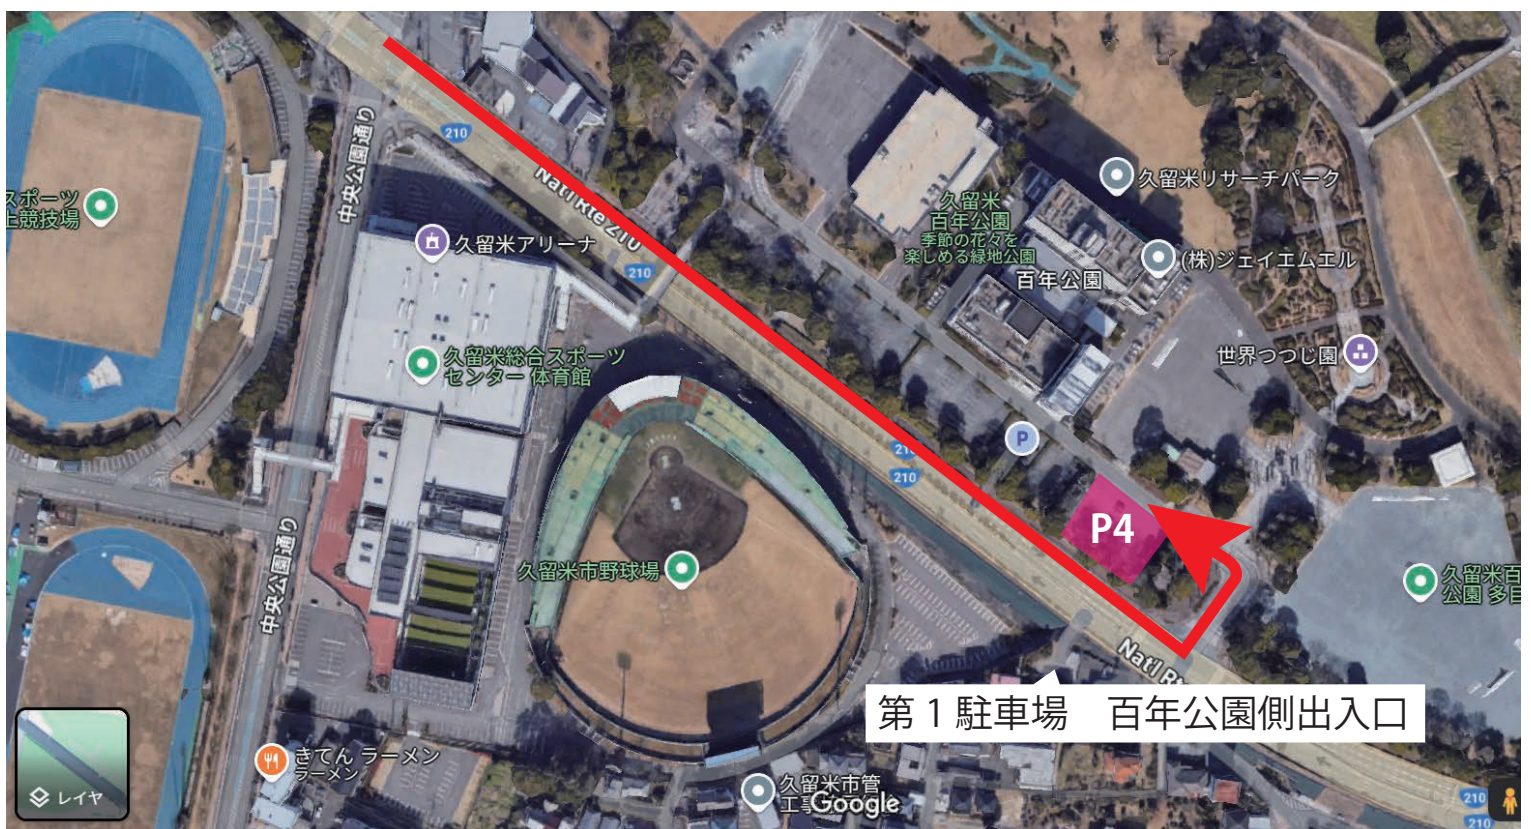 210
中央公園通り
Nat'l Rte 210
スポーツ
上競技場
久留米アリーナ
210
久留米リサーチパーク
久留米
百年公園
季節の花々を
楽しめる緑地公園
(株)ジェイエムエル
百年公園
久留米総合スポーツ
センター 体育館
世界つつじ園
P
210
210
P4
中央公園通り
久留米市野球場
久留米百
公園 多目
Nat'l Rt
第1駐車場 百年公園側出入口
きてん ラーメン
ラーメン
レイヤ
久留米市管
Google
210
210